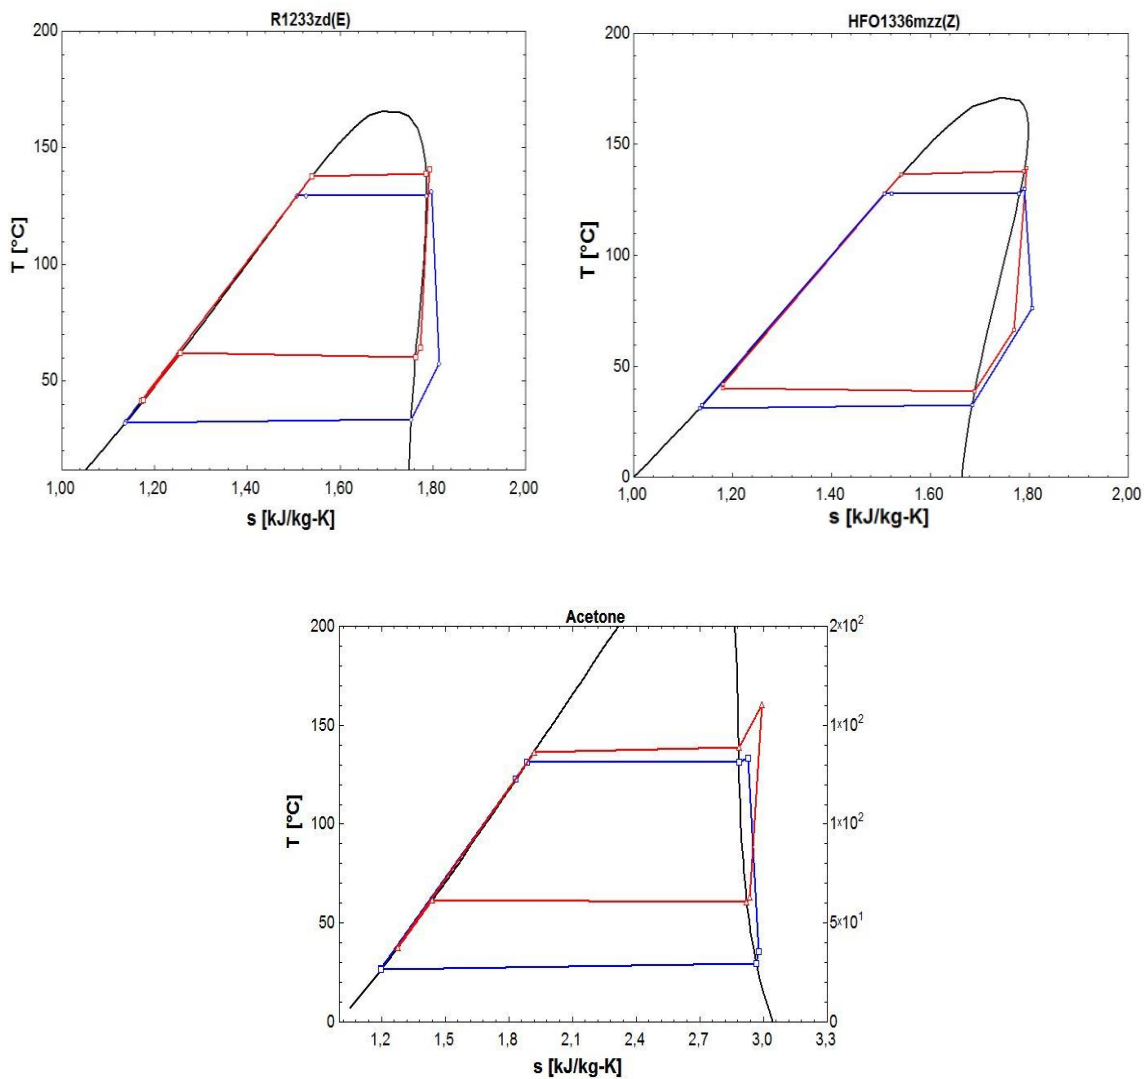 R1233zd(E)
200
150
100
50
T [°C]
1,00
1,20
1,40
1,60
1,80
2,00
s [kJ/kg-K]
HFO1336mzz(Z)
200
150
100
50
0
T [°C]
1,00
1,20
1.40
1.60
1,80
2,00
s [kJ/kg-K]
Acetone
200
150
100
50
0
T [°C]
2x10²
1x10²
1x10²
5x10¹
0
1,2
1,5
1,8
2,1
2,4
2,7
3,0
3,3
s [kJ/kg-K]